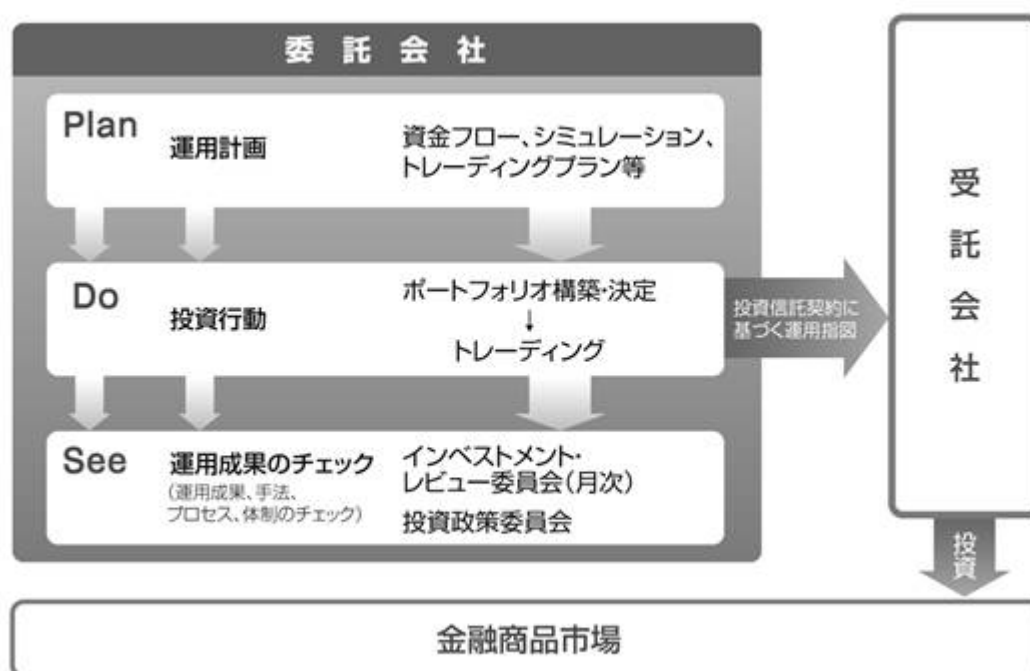 委託会社
Plan
運用計画
資金フロー、シミュレーション、
トレーディングプラン等
Do
投資行動
ポートフォリオ構築・決定
↓
トレーディング
投資信託契約に
基づく運用指図
See
運用成果のチェック
(運用成果、手法、
プロセス、体制のチェック)
インベストメント・
レビュー委員会(月次)
投資政策委員会
受託会社
投資
金融商品市場